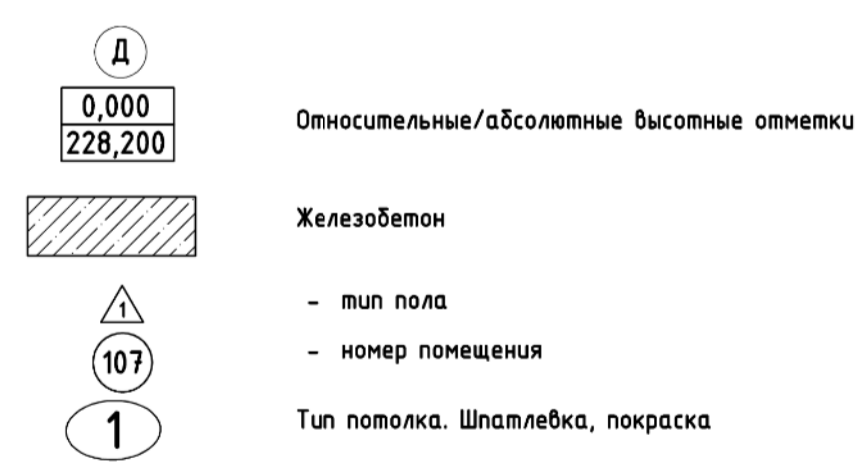 Д
0,000
228,200
Относительные/абсолютные высотные отметки
Железобетон
1 - тип пола
107 - номер помещения
1 Тип потолка. Шпатлевка, покраска